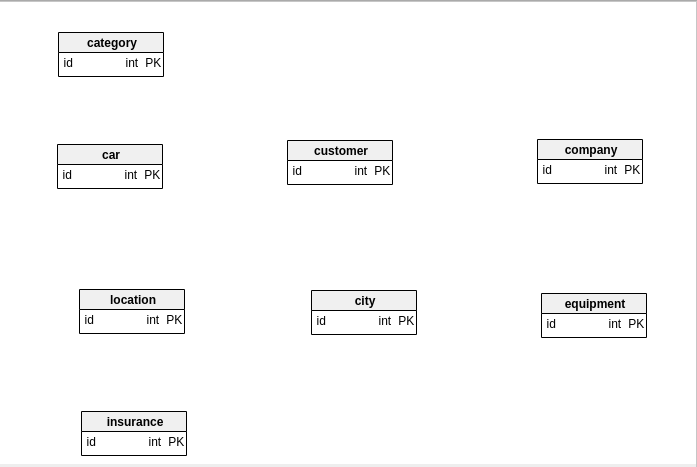 category
id int PK
car
id int PK
customer
id int PK
company
id int PK
location
id int PK
city
id int PK
equipment
id int PK
insurance
id int PK